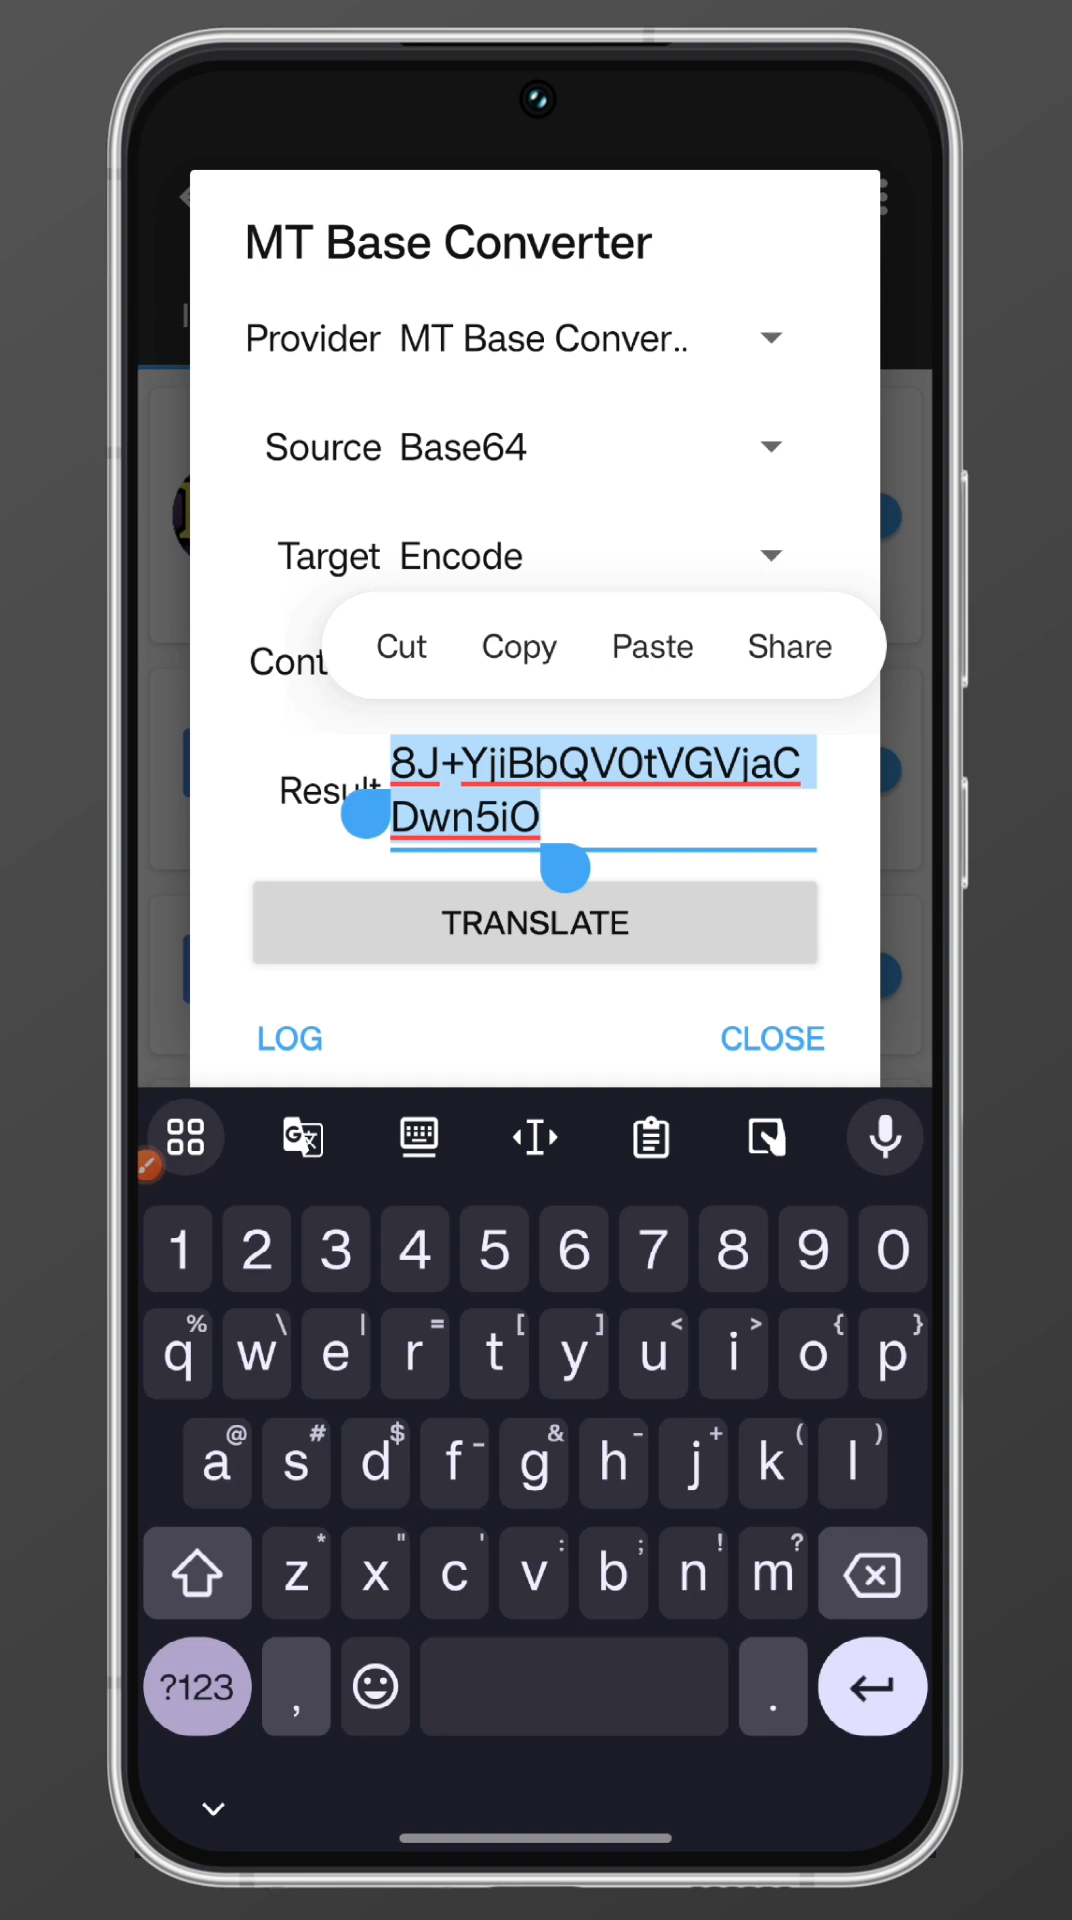 MT Base Converter
Provider MT Base Conver..
Source Base64
Target Encode
Cut Copy Paste Share
Cont
Result 8J+YjiBbQV0tVGVjaC
Dwn5iO
TRANSLATE
LOG CLOSE
1 2 3 4 5 6 7 8 9 0
% \ | = [ ] < > { }
q w e r t y u i o p
@ # $ _ & - + ( )
a s d f g h j k l
* " ' : ; ! ?
z x c v b n m
?123 , .